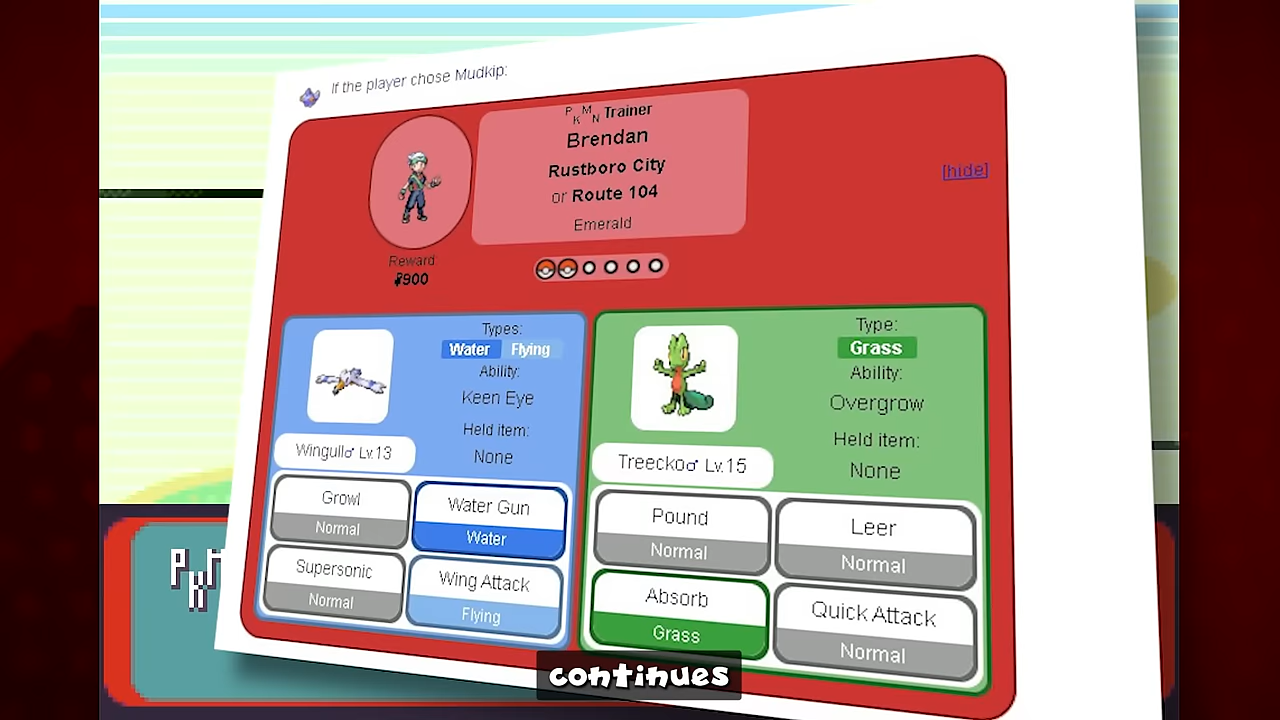 If the player chose Mudkip:
PKMN Trainer
Brendan
Rustboro City
or Route 104
Emerald
[hide]
Reward
₽900
Types:
Water Flying
Ability:
Keen Eye
Held item:
None
Wingull♂ Lv.13
Growl
Normal
Water Gun
Water
Supersonic
Normal
Wing Attack
Flying
Type:
Grass
Ability:
Overgrow
Held item:
None
Treecko♂ Lv.15
Pound
Normal
Leer
Normal
Absorb
Grass
Quick Attack
Normal
continues